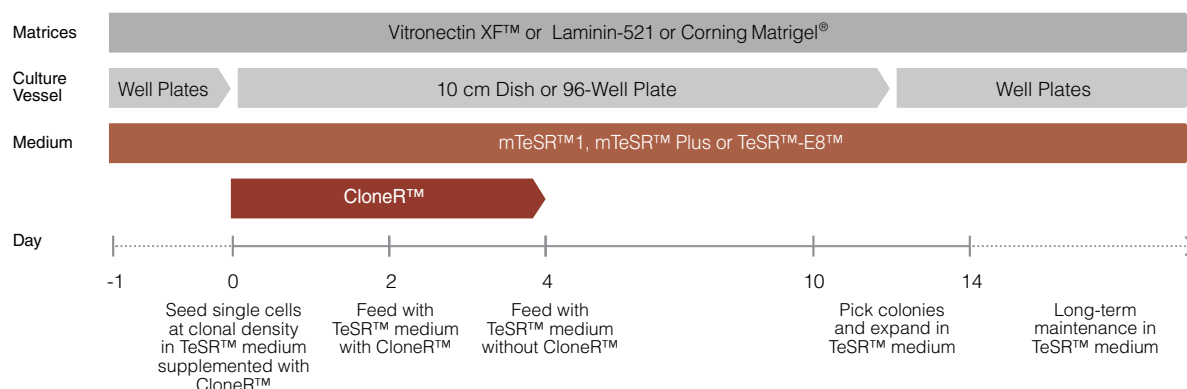 Matrices
Vitronectin XF™ or Laminin-521 or Corning Matrigel®
Culture
Vessel
Well Plates
10 cm Dish or 96-Well Plate
Well Plates
Medium
mTeSR™1, mTeSR™ Plus or TeSR™-E8™
CloneR™
Day
-1
0
2
4
10
14
Seed single cells
at clonal density
in TeSR™ medium
supplemented with
CloneR™
Feed with
TeSR™ medium
with CloneR™
Feed with
TeSR™ medium
without CloneR™
Pick colonies
and expand in
TeSR™ medium
Long-term
maintenance in
TeSR™ medium